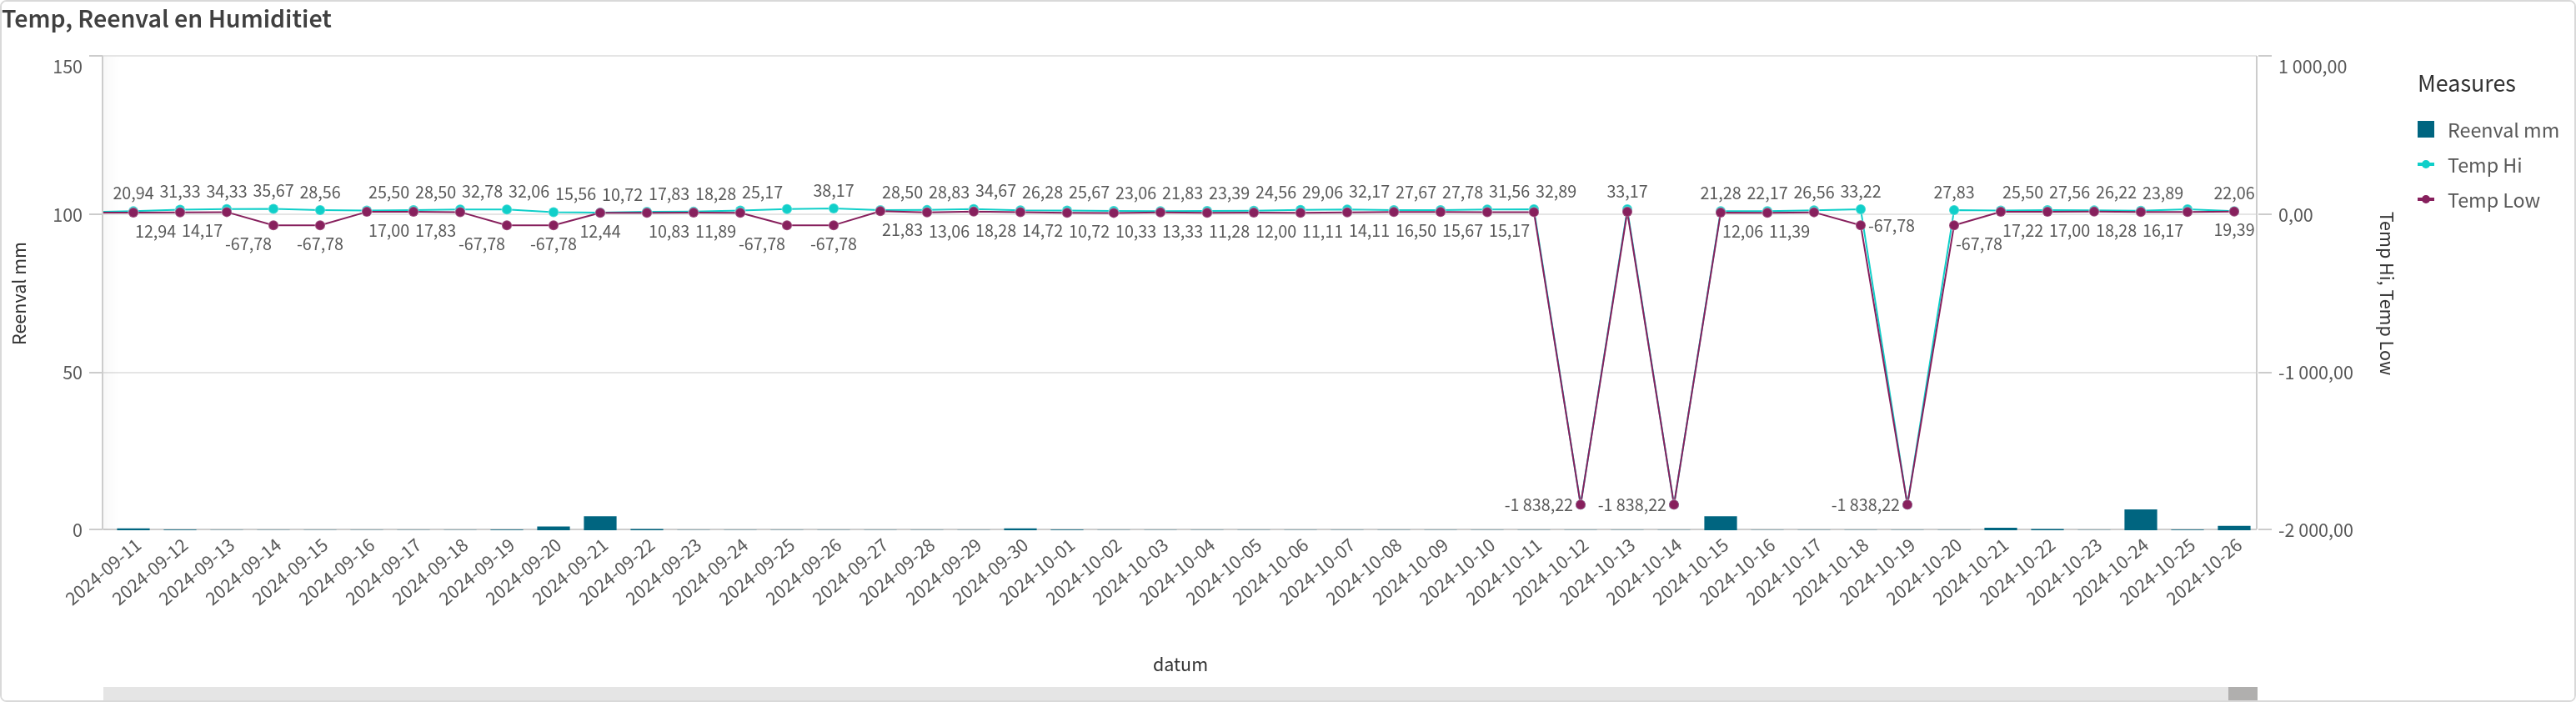 Temp, Reenval en Humiditiet
150
100
50
0
Reenval mm
1 000,00
0,00
-1 000,00
-2 000,00
Temp Hi, Temp Low
Measures
Reenval mm
Temp Hi
Temp Low
20,94 31,33 34,33 35,67 28,56 25,50 28,50 32,78 32,06 15,56 10,72 17,83 18,28 25,17 38,17 28,50 28,83 34,67 26,28 25,67 23,06 21,83 23,39 24,56 29,06 32,17 27,67 27,78 31,56 32,89 33,17 21,28 22,17 26,56 33,22 27,83 25,50 27,56 26,22 23,89 22,06
12,94 14,17 -67,78 -67,78 17,00 17,83 -67,78 -67,78 12,44 10,83 11,89 -67,78 -67,78 21,83 13,06 18,28 14,72 10,72 10,33 13,33 11,28 12,00 11,11 14,11 16,50 15,67 15,17 12,06 11,39 -67,78 -67,78 17,22 17,00 18,28 16,17 19,39
-1 838,22 -1 838,22 -1 838,22
2024-09-11 2024-09-12 2024-09-13 2024-09-14 2024-09-15 2024-09-16 2024-09-17 2024-09-18 2024-09-19 2024-09-20 2024-09-21 2024-09-22 2024-09-23 2024-09-24 2024-09-25 2024-09-26 2024-09-27 2024-09-28 2024-09-29 2024-09-30 2024-10-01 2024-10-02 2024-10-03 2024-10-04 2024-10-05 2024-10-06 2024-10-07 2024-10-08 2024-10-09 2024-10-10 2024-10-11 2024-10-12 2024-10-13 2024-10-14 2024-10-15 2024-10-16 2024-10-17 2024-10-18 2024-10-19 2024-10-20 2024-10-21 2024-10-22 2024-10-23 2024-10-24 2024-10-25 2024-10-26
datum